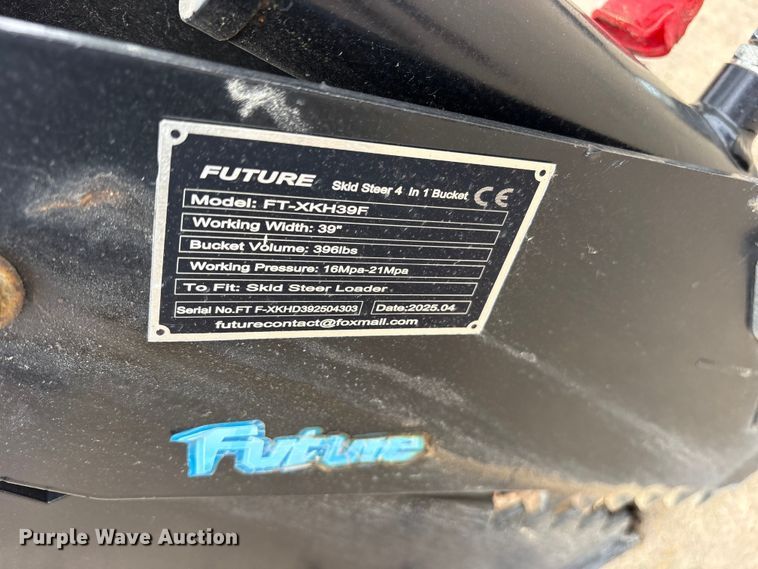 FUTURE Skid Steer 4 In 1 Bucket CE
Model: FT-XKH39F
Working Width: 39"
Bucket Volume: 396lbs
Working Pressure: 16Mpa-21Mpa
To Fit: Skid Steer Loader
Serial No.FT F-XKHD392504303 Date:2025.04
futurecontact@foxmail.com
Future
Purple Wave Auction